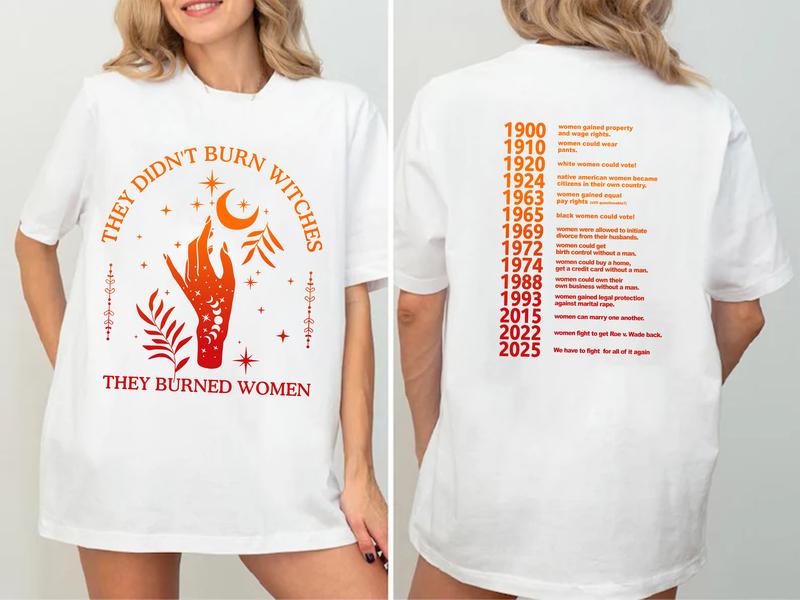 THEY DIDN'T BURN WITCHES
THEY BURNED WOMEN
1900 women gained property
and wage rights.
1910 women could wear
pants.
1920 white women could vote!
1924 native american women became
citizens in their own country.
1963 women gained equal
pay rights (still questionable?)
1965 black women could vote!
1969 women were allowed to initiate
divorce from their husbands.
1972 women could get
birth control without a man.
1974 women could buy a home,
get a credit card without a man.
1988 women could own their
own business without a man.
1993 women gained legal protection
against marital rape.
2015 women can marry one another.
2022 women fight to get Roe v. Wade back.
2025 We have to fight for all of it again